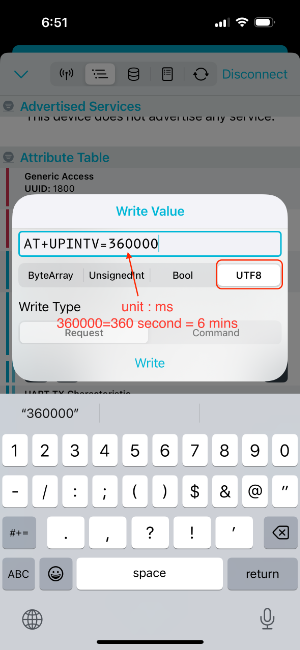 6:51
Disconnect
Advertised Services
This device does not advertise any service.
Attribute Table
Generic Access
UUID: 1800
Write Value
AT+UPINTV=360000
ByteArray UnsignedInt Bool UTF8
Write Type
unit : ms
360000=360 second = 6 mins
Request Command
Write
UART TX Characteristic
“360000”
1 2 3 4 5 6 7 8 9 0
- / : ; ( ) $ & @ "
#+= . , ? ! ’
ABC space return